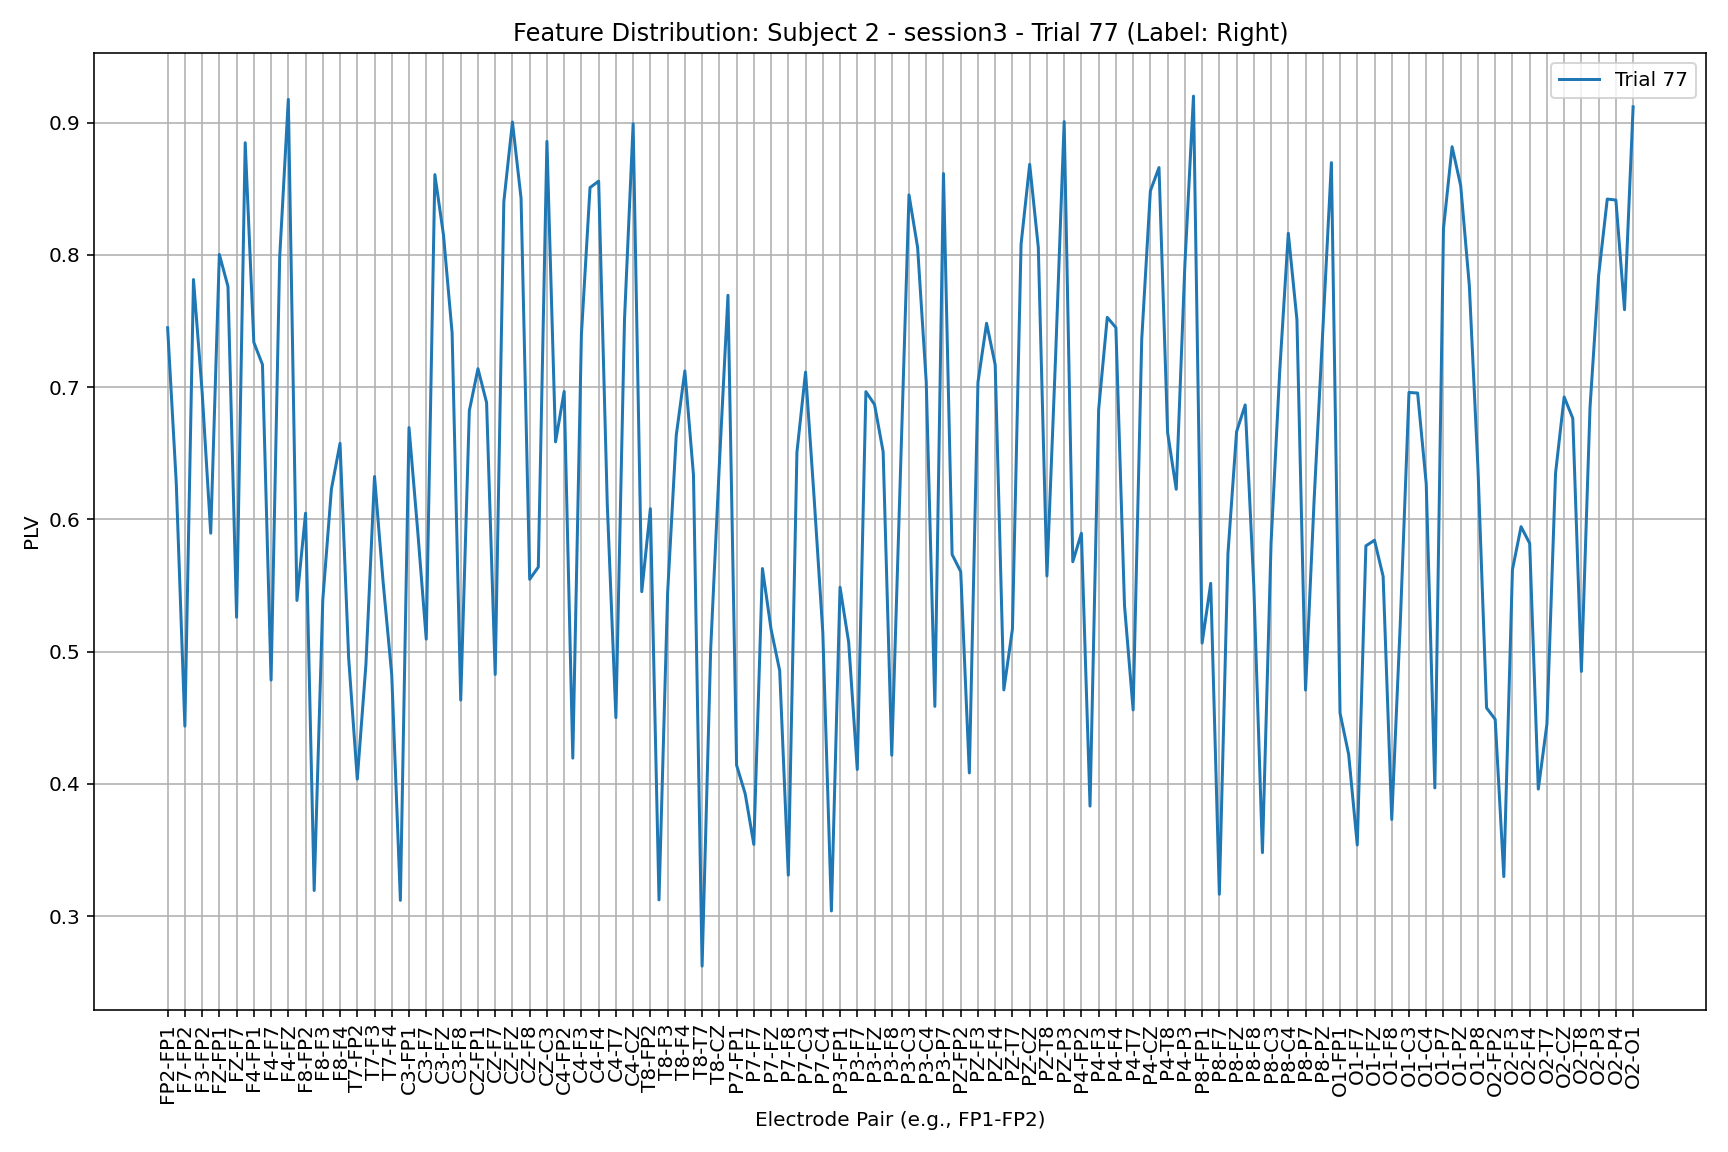 Feature Distribution: Subject 2 - session3 - Trial 77 (Label: Right)
Trial 77
PLV
0.9
0.8
0.7
0.6
0.5
0.4
0.3
FP2-FP1
F7-FP2
F3-FP2
FZ-FP1
FZ-F7
F4-FP1
F4-F7
F4-FZ
F8-FP2
F8-F3
F8-F4
T7-FP2
T7-F3
T7-F4
C3-FP1
C3-F7
C3-FZ
C3-F8
CZ-FP1
CZ-F7
CZ-FZ
CZ-F8
CZ-C3
C4-FP2
C4-F3
C4-F4
C4-T7
C4-CZ
T8-FP2
T8-F3
T8-F4
T8-T7
T8-CZ
P7-FP1
P7-F7
P7-FZ
P7-F8
P7-C3
P7-C4
P3-FP1
P3-F7
P3-FZ
P3-F8
P3-C3
P3-C4
P3-P7
PZ-FP2
PZ-F3
PZ-F4
PZ-T7
PZ-CZ
PZ-T8
PZ-P3
P4-FP2
P4-F3
P4-F4
P4-T7
P4-CZ
P4-T8
P4-P3
P8-FP1
P8-F7
P8-FZ
P8-F8
P8-C3
P8-C4
P8-P7
P8-PZ
O1-FP1
O1-F7
O1-FZ
O1-F8
O1-C3
O1-C4
O1-P7
O1-PZ
O1-P8
O2-FP2
O2-F3
O2-F4
O2-T7
O2-CZ
O2-T8
O2-P3
O2-P4
O2-O1
Electrode Pair (e.g., FP1-FP2)